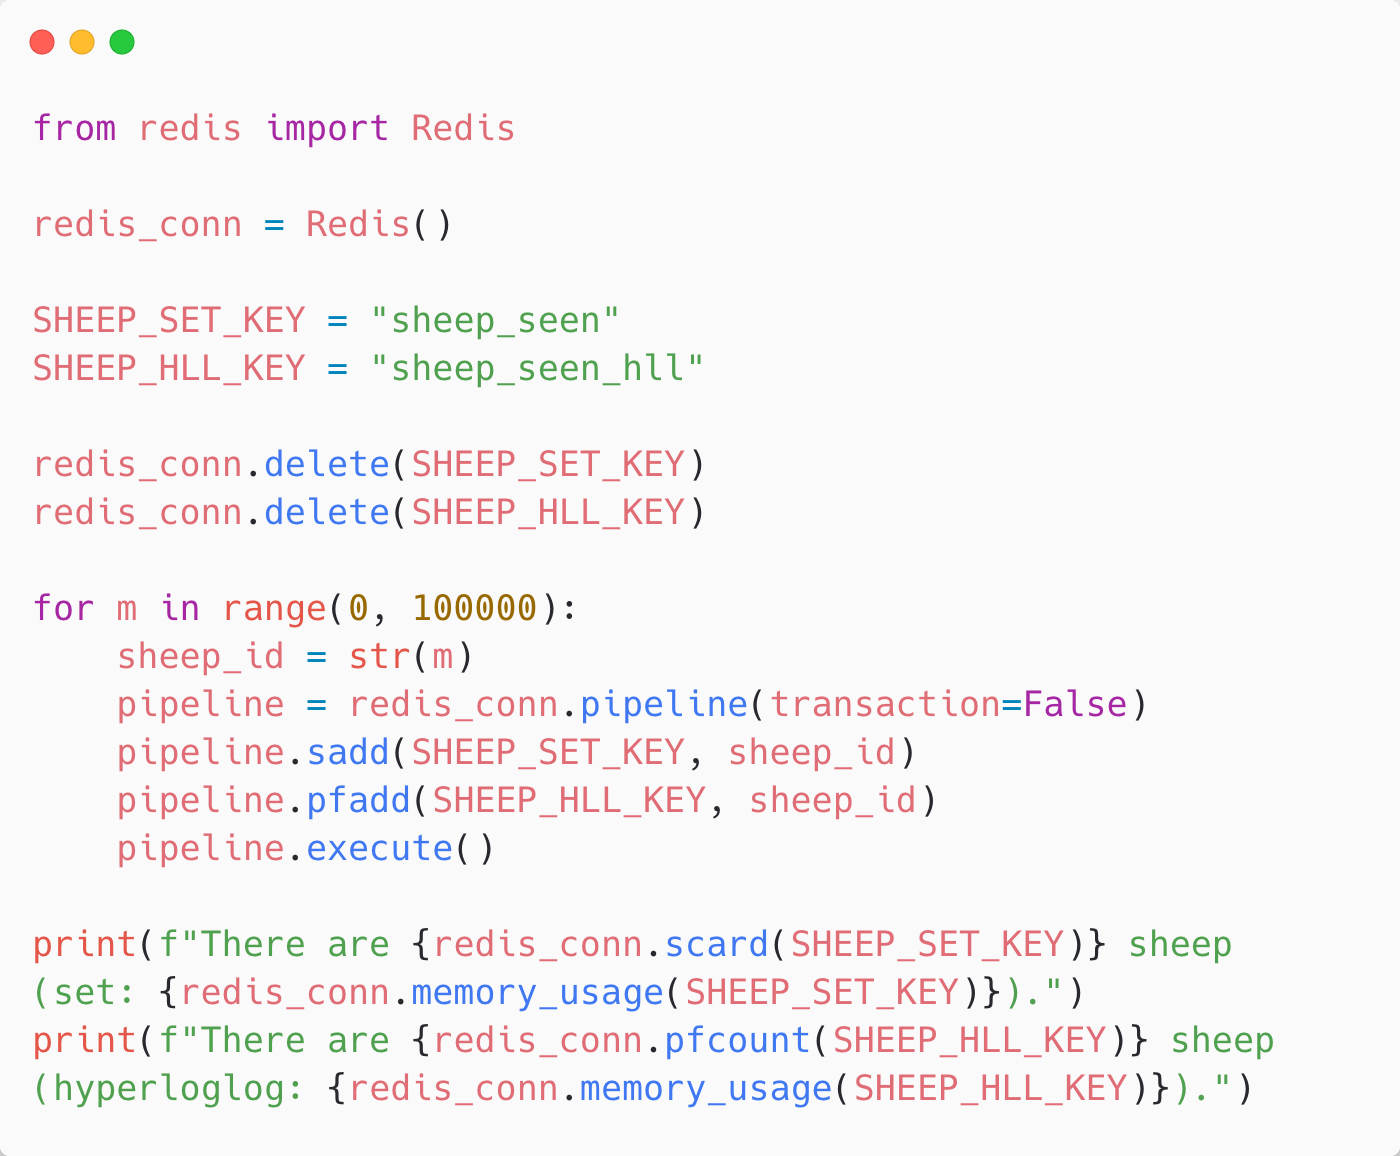 from redis import Redis

redis_conn = Redis()

SHEEP_SET_KEY = "sheep_seen"
SHEEP_HLL_KEY = "sheep_seen_hll"

redis_conn.delete(SHEEP_SET_KEY)
redis_conn.delete(SHEEP_HLL_KEY)

for m in range(0, 100000):
    sheep_id = str(m)
    pipeline = redis_conn.pipeline(transaction=False)
    pipeline.sadd(SHEEP_SET_KEY, sheep_id)
    pipeline.pfadd(SHEEP_HLL_KEY, sheep_id)
    pipeline.execute()

print(f"There are {redis_conn.scard(SHEEP_SET_KEY)} sheep
(set: {redis_conn.memory_usage(SHEEP_SET_KEY)}).")
print(f"There are {redis_conn.pfcount(SHEEP_HLL_KEY)} sheep
(hyperloglog: {redis_conn.memory_usage(SHEEP_HLL_KEY)}).")